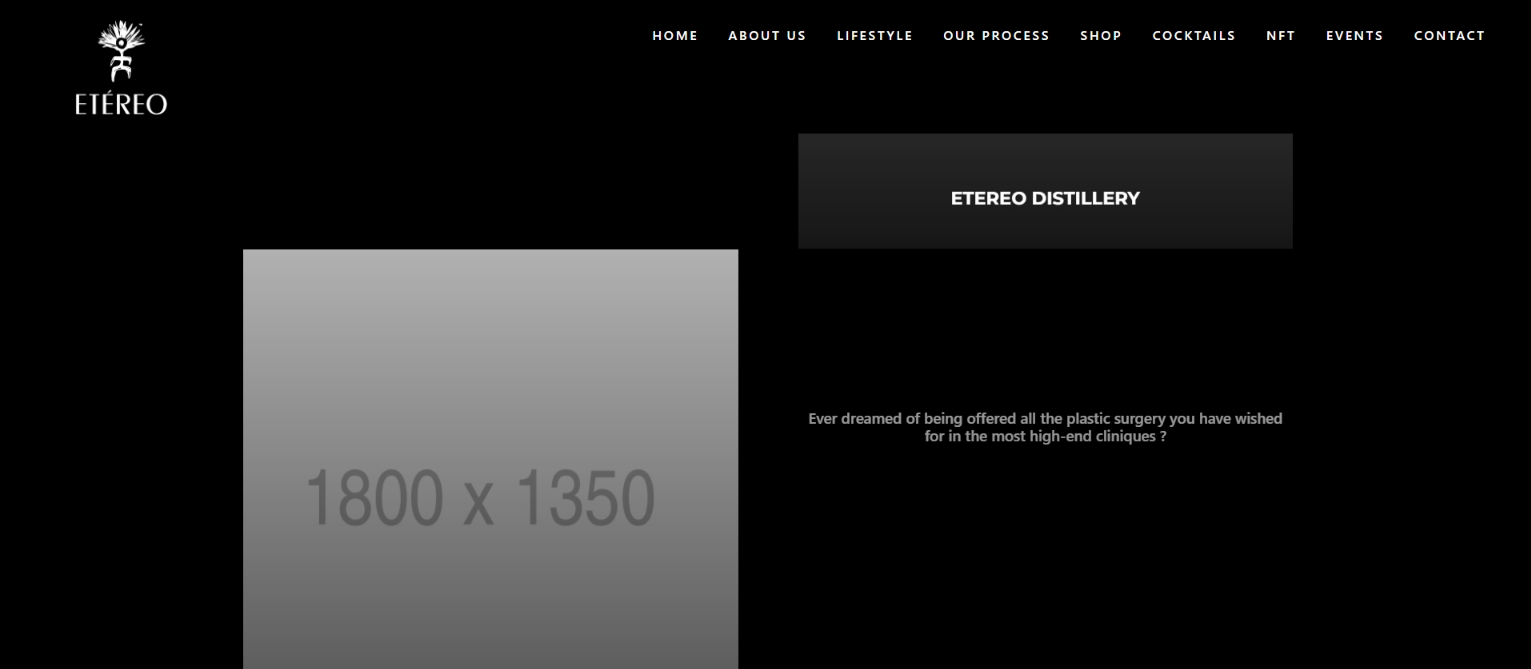 HOME ABOUT US LIFESTYLE OUR PROCESS SHOP COCKTAILS NFT EVENTS CONTACT
ETÉREO
ETEREO DISTILLERY
Ever dreamed of being offered all the plastic surgery you have wished
for in the most high-end cliniques ?
1800 x 1350